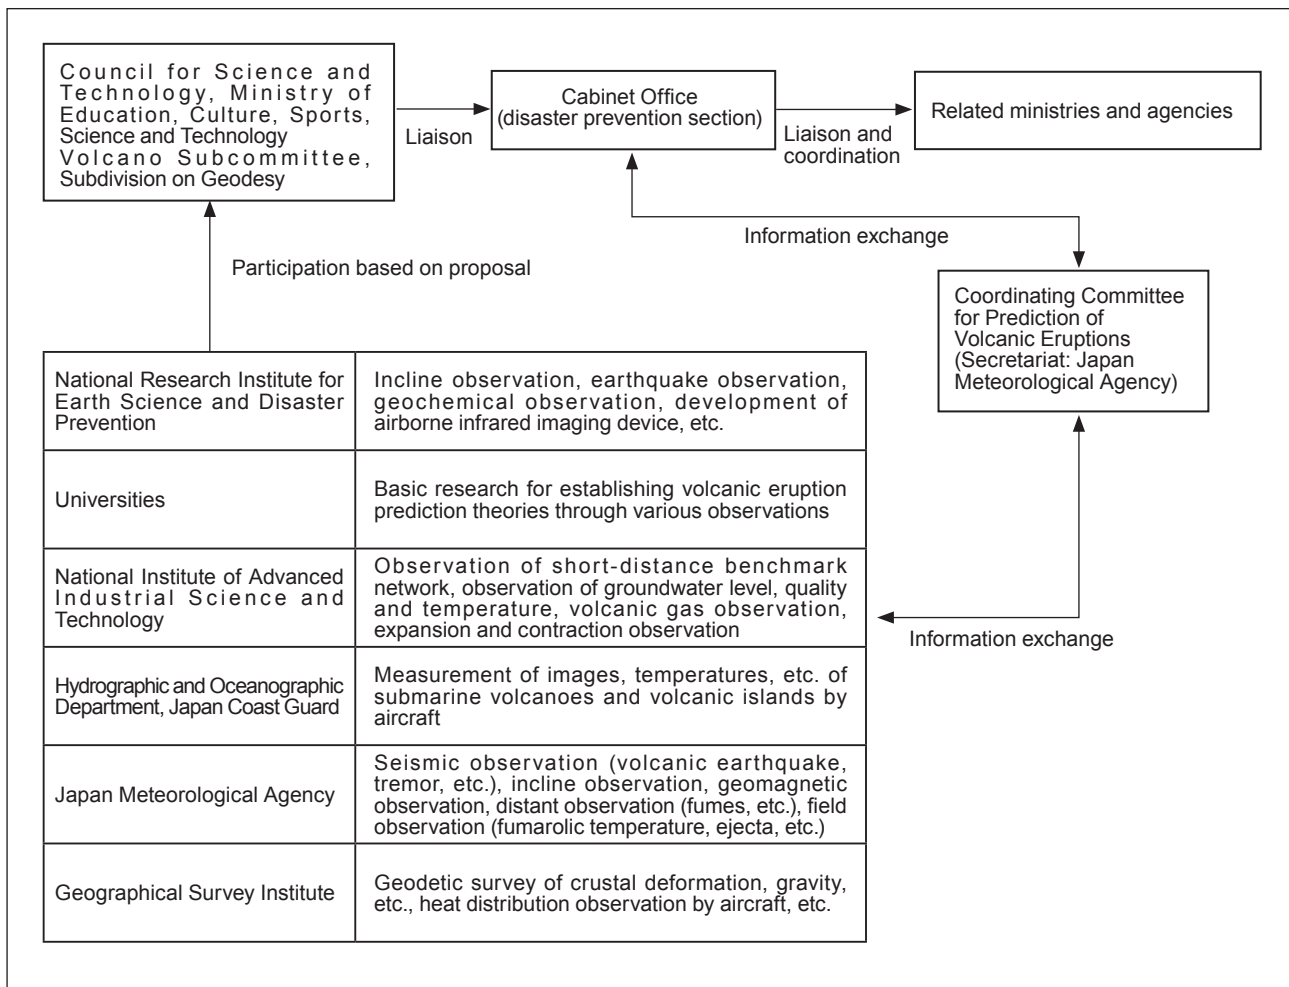 Council for Science and
Technology, Ministry of
Education, Culture, Sports,
Science and Technology
Volcano Subcommittee,
Subdivision on Geodesy
Liaison
Cabinet Office
(disaster prevention section)
Liaison and
coordination
Related ministries and agencies
Information exchange
Participation based on proposal
Coordinating Committee
for Prediction of
Volcanic Eruptions
(Secretariat: Japan
Meteorological Agency)
National Research Institute for
Earth Science and Disaster
Prevention
Incline observation, earthquake observation,
geochemical observation, development of
airborne infrared imaging device, etc.
Universities
Basic research for establishing volcanic eruption
prediction theories through various observations
National Institute of Advanced
Industrial Science and
Technology
Observation of short-distance benchmark
network, observation of groundwater level, quality
and temperature, volcanic gas observation,
expansion and contraction observation
Information exchange
Hydrographic and Oceanographic
Department, Japan Coast Guard
Measurement of images, temperatures, etc. of
submarine volcanoes and volcanic islands by
aircraft
Japan Meteorological Agency
Seismic observation (volcanic earthquake,
tremor, etc.), incline observation, geomagnetic
observation, distant observation (fumes, etc.), field
observation (fumarolic temperature, ejecta, etc.)
Geographical Survey Institute
Geodetic survey of crustal deformation, gravity,
etc., heat distribution observation by aircraft, etc.